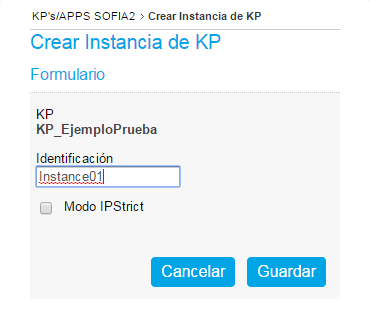 KP's/APPS SOFIA2 > Crear Instancia de KP
Crear Instancia de KP
Formulario
KP
KP_EjemploPrueba
Identificación
Instance01
Modo IPStrict
Cancelar Guardar